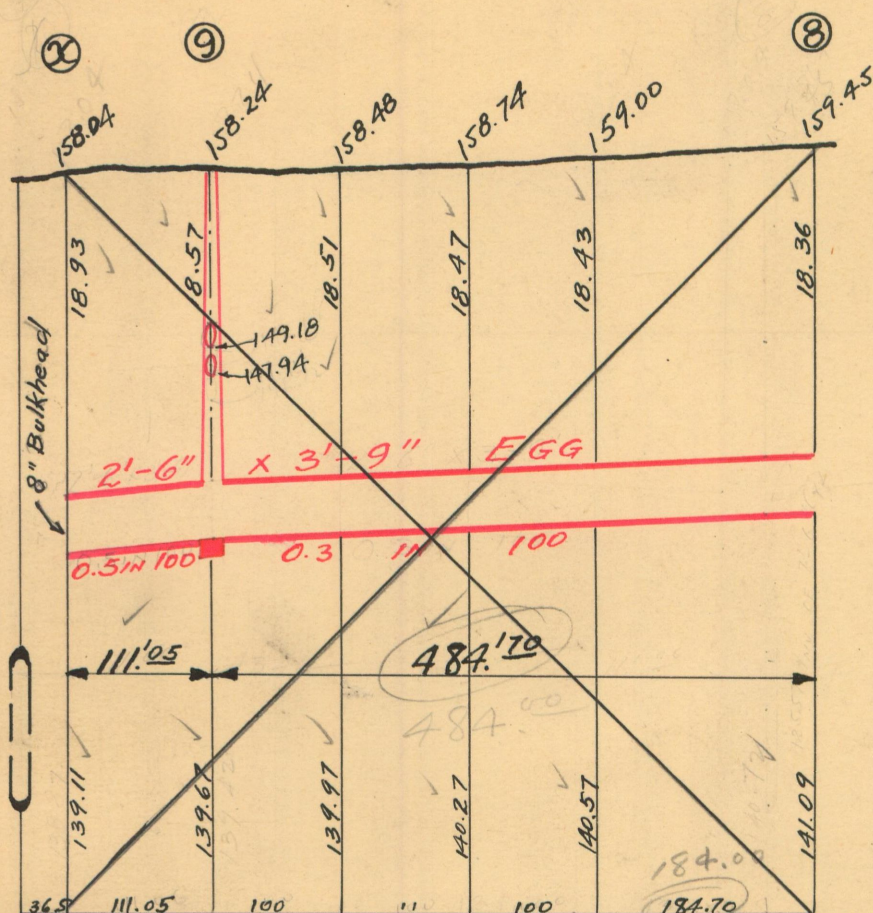 X 9 8
158.04 158.24 158.48 158.74 159.00 159.45
18.93 8.57 18.51 18.47 18.43 18.36
149.18
147.94
8" Bulkhead
2'-6" x 3'-9" EGG
0.5 IN 100 0.3 IN 100
111.'05 484.'70
484.00
139.11 139.67 139.97 140.27 140.57 141.09
184.00
36.5 111.05 100 " 100 184.70